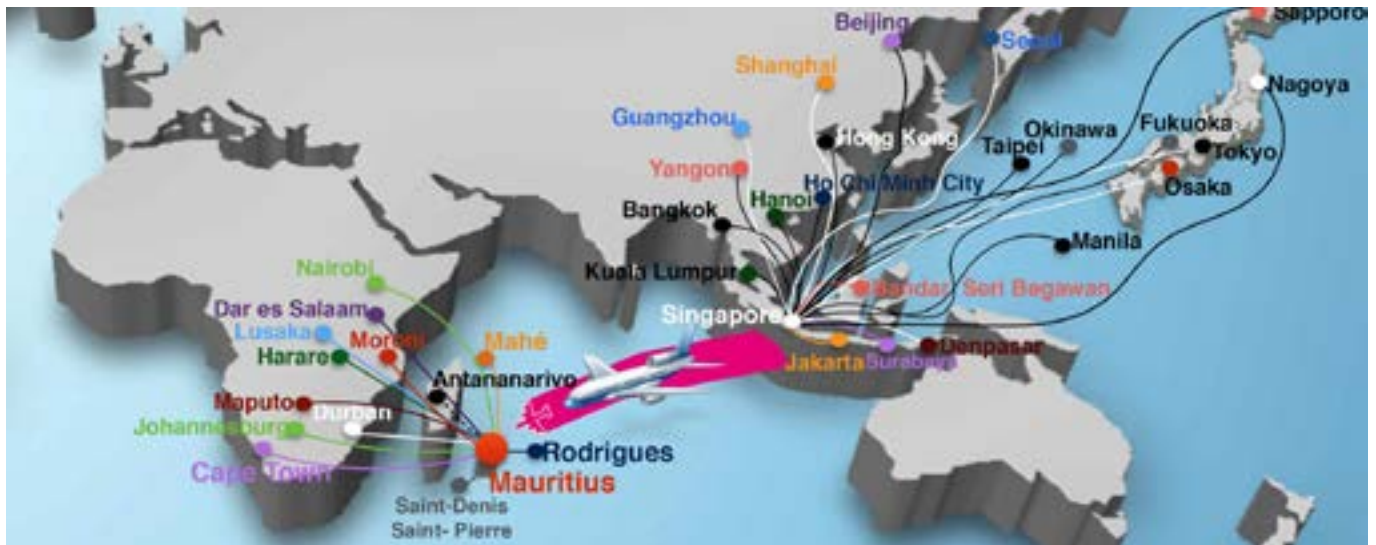 Beijing
Sapporo
Seoul
Shanghai
Nagoya
Guangzhou
Okinawa
Fukuoka
Hong Kong
Taipei
Tokyo
Yangon
Ho Chi Minh City
Osaka
Hanoi
Bangkok
Manila
Kuala Lumpur
Nairobi
Bandar Seri Begawan
Dar es Salaam
Singapore
Lusaka
Moroni
Mahé
Harare
Denpasar
Jakarta
Surabaya
Antananarivo
Maputo
Durban
Johannesburg
Rodrigues
Cape Town
Mauritius
Saint-Denis
Saint- Pierre